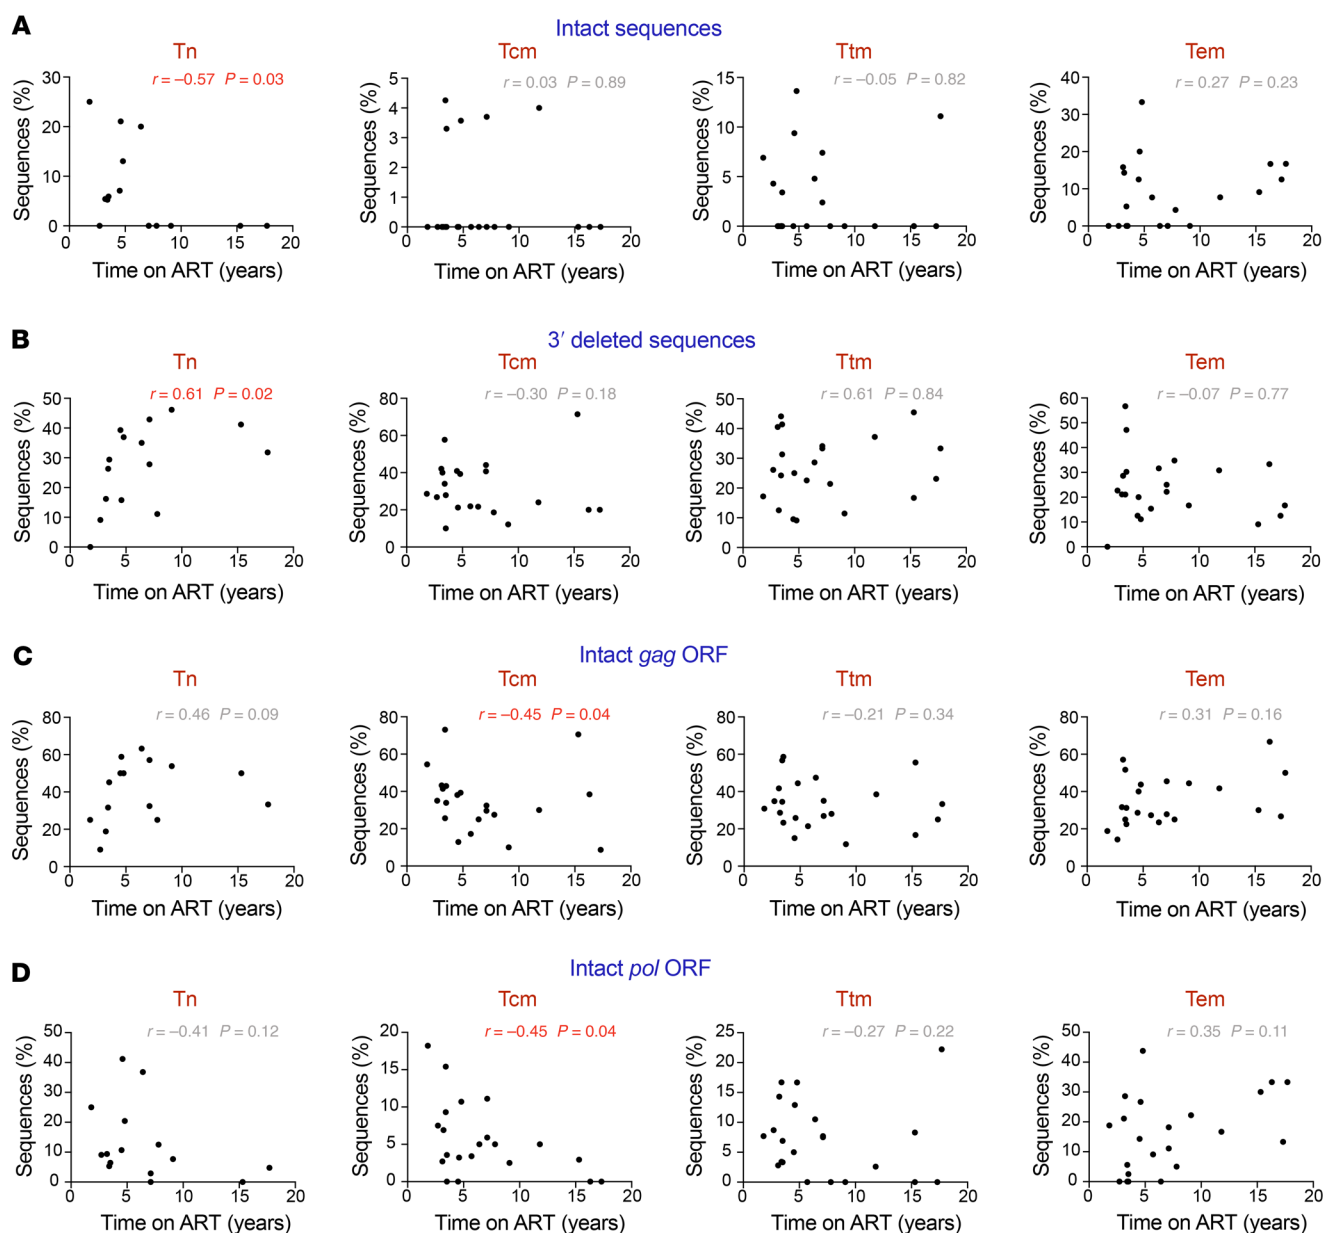 A
Intact sequences
Tn
Tcm
Ttm
Tem
r = –0.57 P = 0.03
r = 0.03 P = 0.89
r = –0.05 P = 0.82
r = 0.27 P = 0.23
Sequences (%)
30
20
10
0
0 5 10 15 20
Time on ART (years)
Sequences (%)
5
4
3
2
1
0
0 5 10 15 20
Time on ART (years)
Sequences (%)
15
10
5
0
0 5 10 15 20
Time on ART (years)
Sequences (%)
40
30
20
10
0
0 5 10 15 20
Time on ART (years)
B
3′ deleted sequences
Tn
Tcm
Ttm
Tem
r = 0.61 P = 0.02
r = –0.30 P = 0.18
r = 0.61 P = 0.84
r = –0.07 P = 0.77
Sequences (%)
50
40
30
20
10
0
0 5 10 15 20
Time on ART (years)
Sequences (%)
80
60
40
20
0
0 5 10 15 20
Time on ART (years)
Sequences (%)
50
40
30
20
10
0
0 5 10 15 20
Time on ART (years)
Sequences (%)
60
50
40
30
20
10
0
0 5 10 15 20
Time on ART (years)
C
Intact gag ORF
Tn
Tcm
Ttm
Tem
r = 0.46 P = 0.09
r = –0.45 P = 0.04
r = –0.21 P = 0.34
r = 0.31 P = 0.16
Sequences (%)
80
60
40
20
0
0 5 10 15 20
Time on ART (years)
Sequences (%)
80
60
40
20
0
0 5 10 15 20
Time on ART (years)
Sequences (%)
80
60
40
20
0
0 5 10 15 20
Time on ART (years)
Sequences (%)
80
60
40
20
0
0 5 10 15 20
Time on ART (years)
D
Intact pol ORF
Tn
Tcm
Ttm
Tem
r = –0.41 P = 0.12
r = –0.45 P = 0.04
r = –0.27 P = 0.22
r = 0.35 P = 0.11
Sequences (%)
50
40
30
20
10
0
0 5 10 15 20
Time on ART (years)
Sequences (%)
20
15
10
5
0
0 5 10 15 20
Time on ART (years)
Sequences (%)
25
20
15
10
5
0
0 5 10 15 20
Time on ART (years)
Sequences (%)
50
40
30
20
10
0
0 5 10 15 20
Time on ART (years)